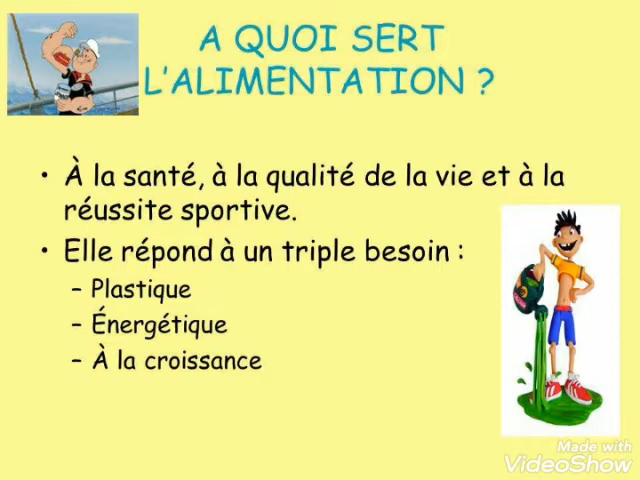 A QUOI SERT
L'ALIMENTATION ?
• À la santé, à la qualité de la vie et à la
réussite sportive.
• Elle répond à un triple besoin :
– Plastique
– Énergétique
– À la croissance
Made with
VideoShow